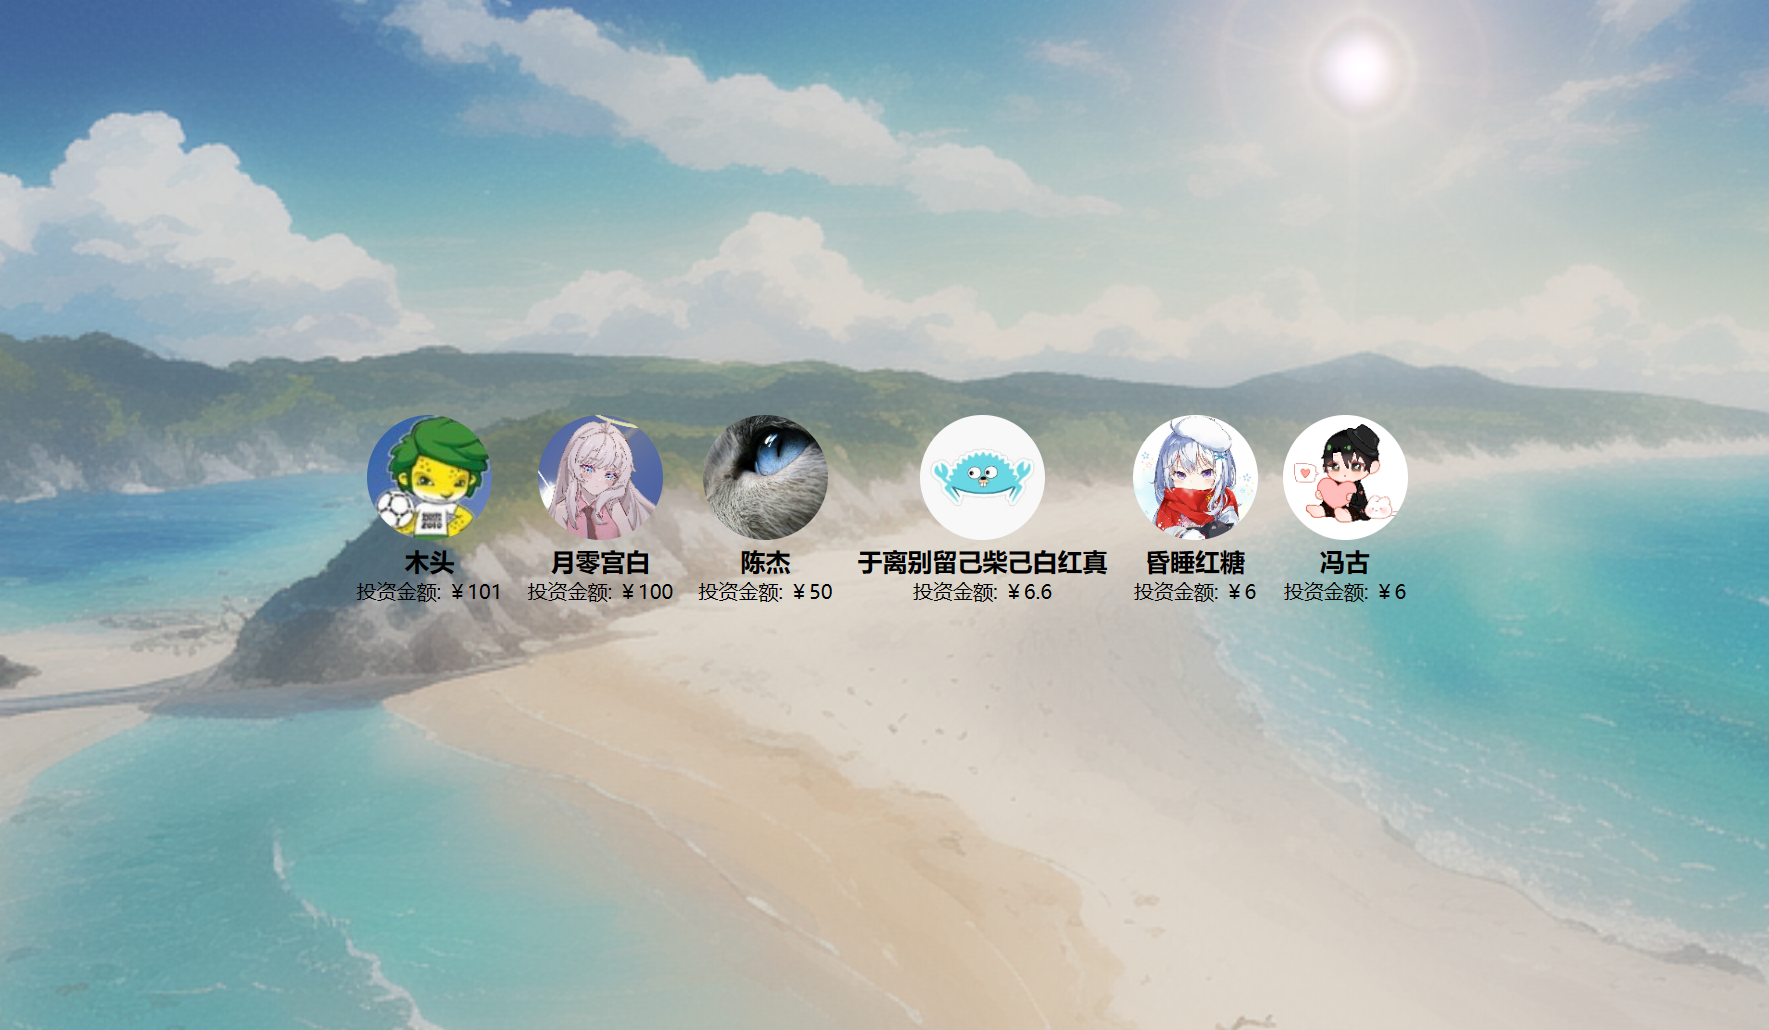 木头
投资金额: ￥101
月零宫白
投资金额: ￥100
陈杰
投资金额: ￥50
于离别留己柴己白红真
投资金额: ￥6.6
昏睡红糖
投资金额: ￥6
冯古
投资金额: ￥6